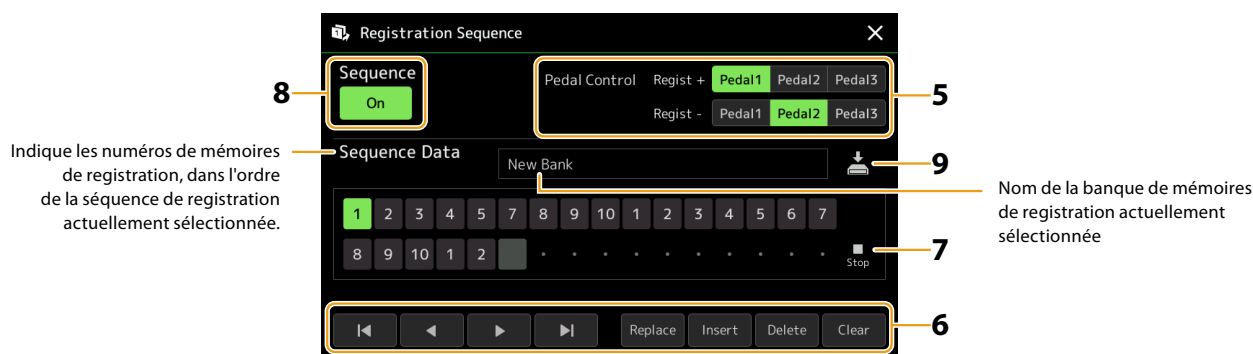 Registration Sequence
Sequence
On
8
Pedal Control Regist + Pedal1 Pedal2 Pedal3
Regist - Pedal1 Pedal2 Pedal3
5
Indique les numéros de mémoires
de registration, dans l'ordre
de la séquence de registration
actuellement sélectionnée.
Sequence Data
New Bank
9
Nom de la banque de mémoires
de registration actuellement
sélectionnée
1 2 3 4 5 7 8 9 10 1 2 3 4 5 6 7
8 9 10 1 2
Stop
7
Replace Insert Delete Clear
6